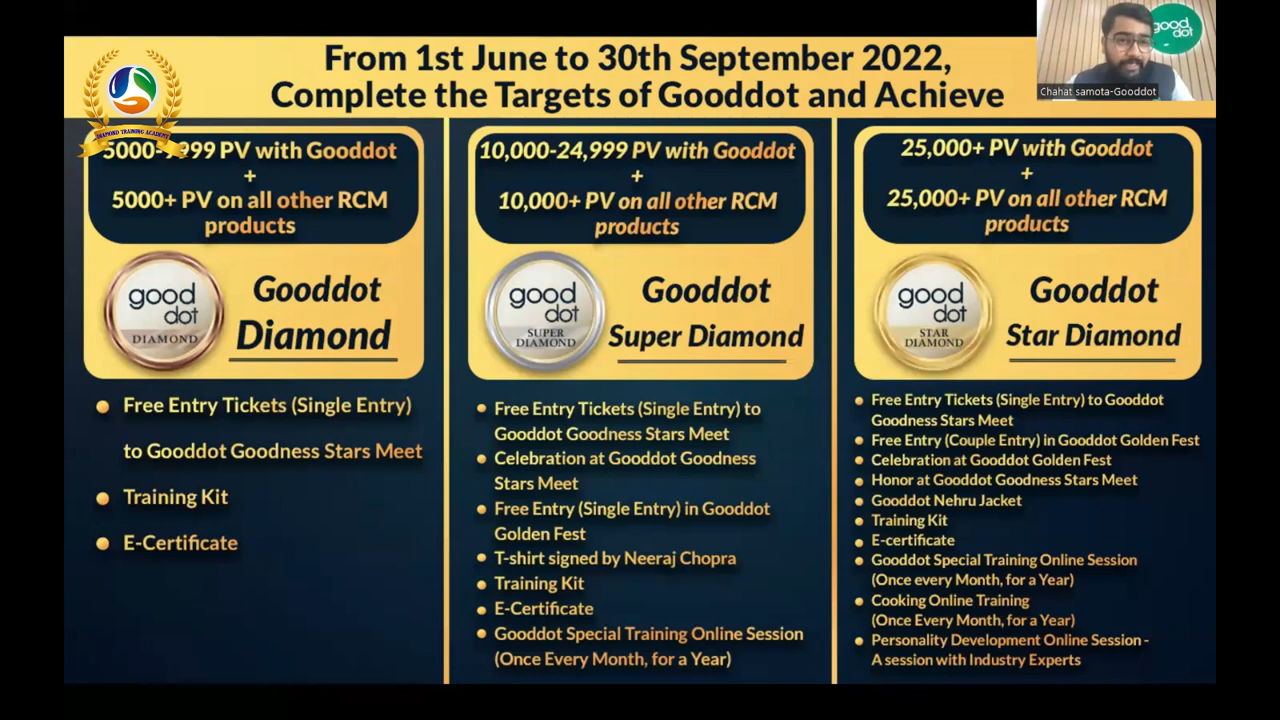 From 1st June to 30th September 2022,
Complete the Targets of Gooddot and Achieve
good
dot
Chahat samota-Gooddot
DIAMOND TRAINING ACADEMY
PV with Gooddot
+
5000+ PV on all other RCM
products
good
dot
DIAMOND
Gooddot
Diamond
Free Entry Tickets (Single Entry)
to Gooddot Goodness Stars Meet
Training Kit
E-Certificate
10,000-24,999 PV with Gooddot
+
10,000+ PV on all other RCM
products
good
dot
SUPER
DIAMOND
Gooddot
Super Diamond
Free Entry Tickets (Single Entry) to
Gooddot Goodness Stars Meet
Celebration at Gooddot Goodness
Stars Meet
Free Entry (Single Entry) in Gooddot
Golden Fest
T-shirt signed by Neeraj Chopra
Training Kit
E-Certificate
Gooddot Special Training Online Session
(Once Every Month, for a Year)
25,000+ PV with Gooddot
+
25,000+ PV on all other RCM
products
good
dot
STAR
DIAMOND
Gooddot
Star Diamond
Free Entry Tickets (Single Entry) to Gooddot
Goodness Stars Meet
Free Entry (Couple Entry) in Gooddot Golden Fest
Celebration at Gooddot Golden Fest
Honor at Gooddot Goodness Stars Meet
Gooddot Nehru Jacket
Training Kit
E-certificate
Gooddot Special Training Online Session
(Once every Month, for a Year)
Cooking Online Training
(Once Every Month, for a Year)
Personality Development Online Session -
A session with Industry Experts